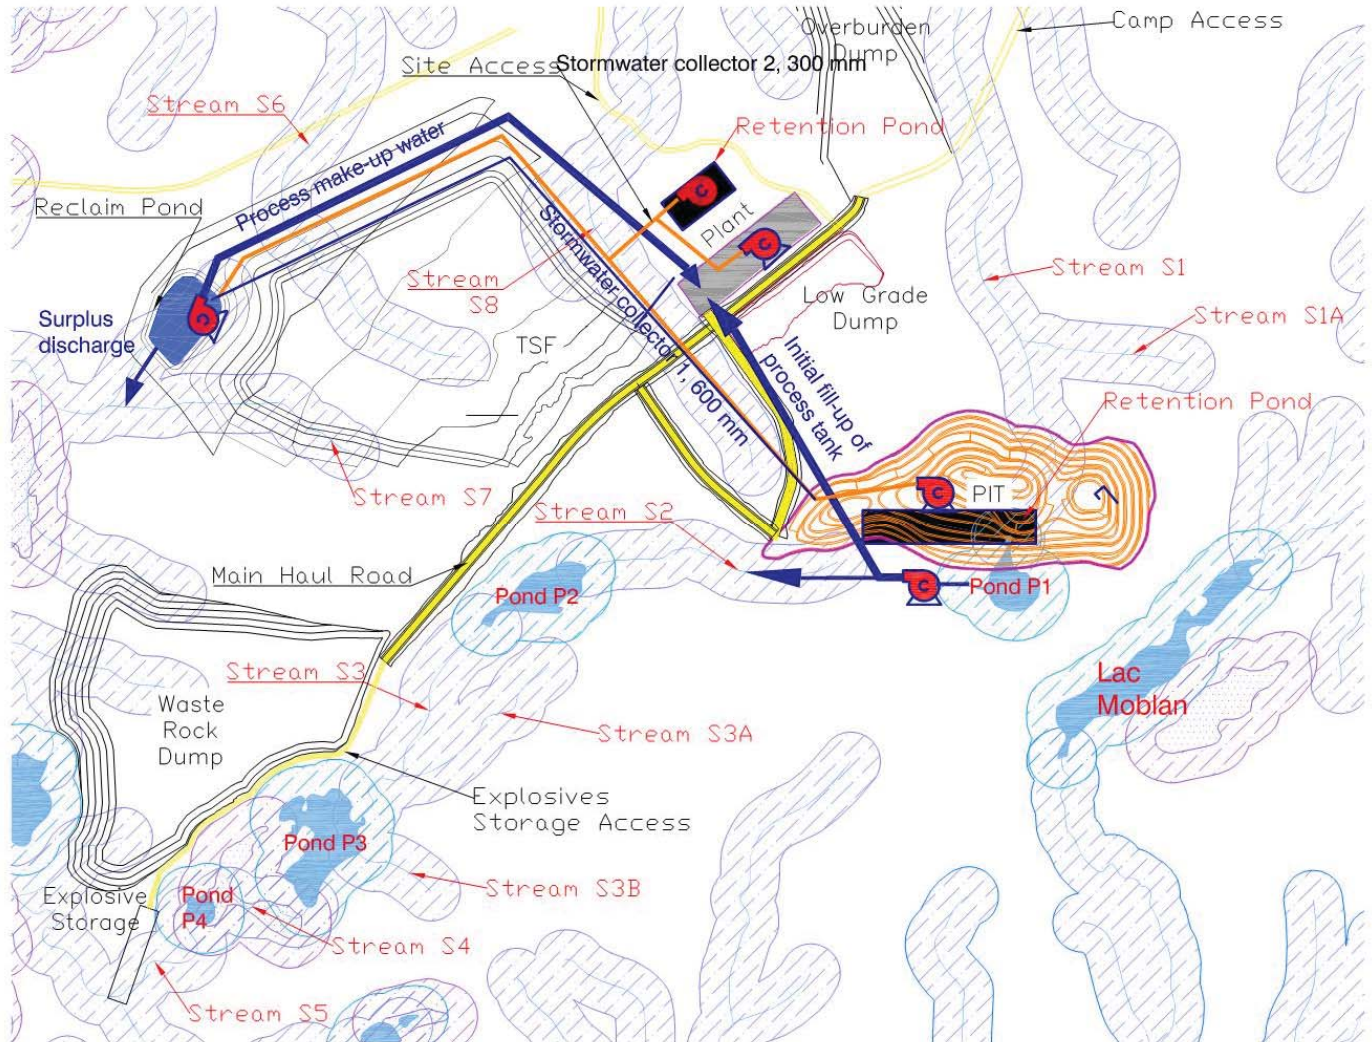 Camp Access
Overburden
Dump
Site Access
Stormwater collector 2, 300 mm
Stream S6
Retention Pond
Process make-up water
Reclaim Pond
Plant
Stream
S8
Stream S1
Low Grade
Dump
Stream S1A
Surplus
discharge
TSF
Stormwater collector 1, 600 mm
Initial fill-up of
process tank
Retention Pond
Stream S7
PIT
Stream S2
Main Haul Road
Pond P2
Pond P1
Stream S3
Lac
Moblan
Waste
Rock
Dump
Stream S3A
Explosives
Storage Access
Pond P3
Stream S3B
Explosive
Storage
Pond
P4
Stream S4
Stream S5
C
C
C
C
C